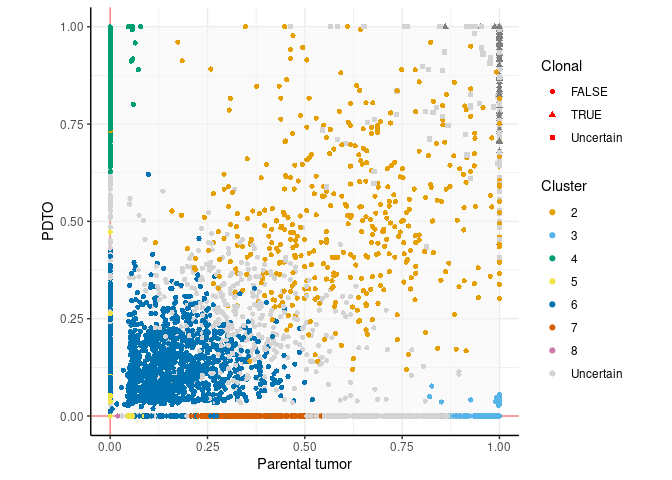 1.00
0.75
0.50
0.25
0.00
PDTO
0.00
0.25
0.50
0.75
1.00
Parental tumor
Clonal
FALSE
TRUE
Uncertain
Cluster
2
3
4
5
6
7
8
Uncertain